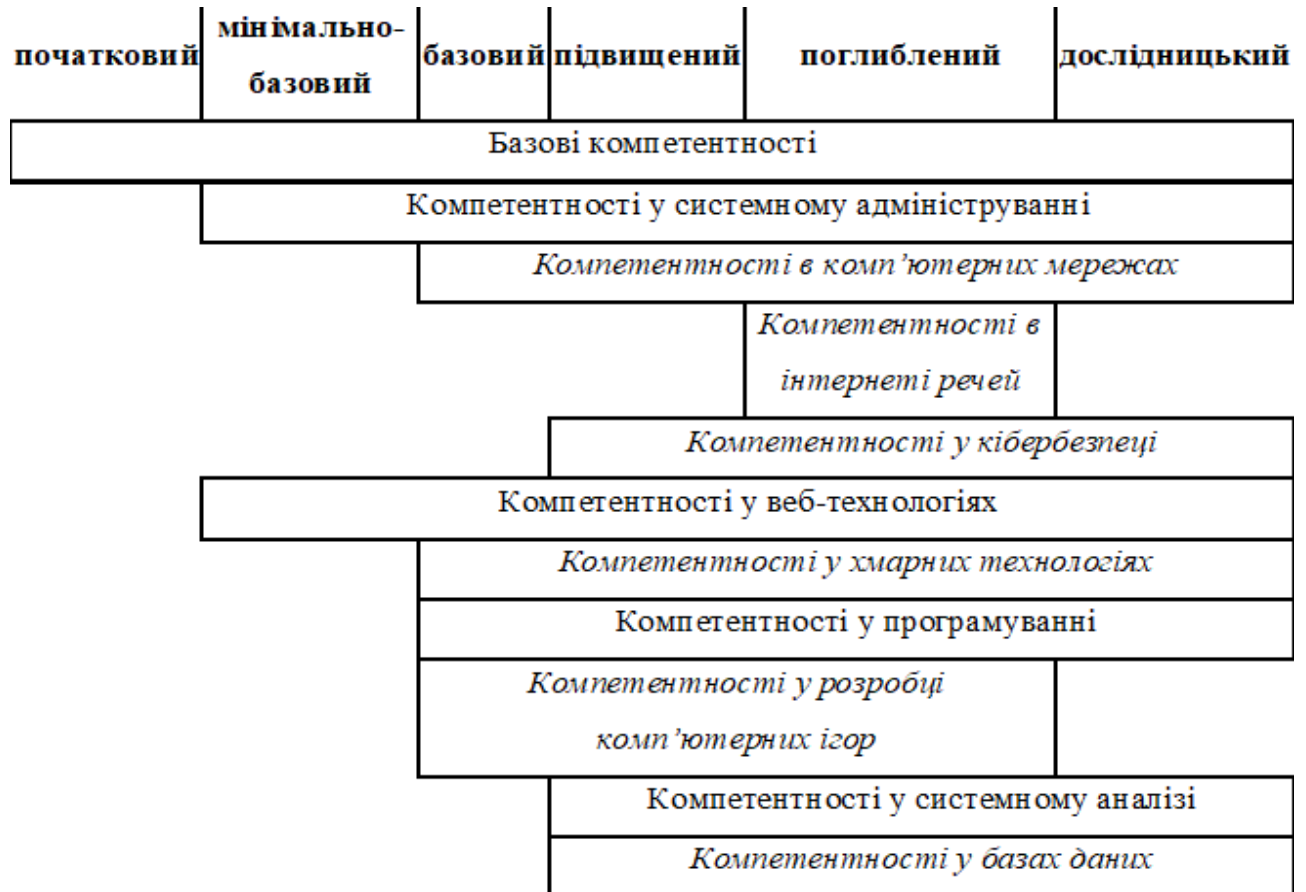 початковий мінімально-базовий базовий підвищений поглиблений дослідницький
Базові компетентності
Компетентності у системному адмініструванні
Компетентності в комп’ютерних мережах
Компетентності в
інтернеті речей
Компетентності у кібербезпеці
Компетентності у веб-технологіях
Компетентності у хмарних технологіях
Компетентності у програмуванні
Компетентності у розробці
комп’ютерних ігор
Компетентності у системному аналізі
Компетентності у базах даних